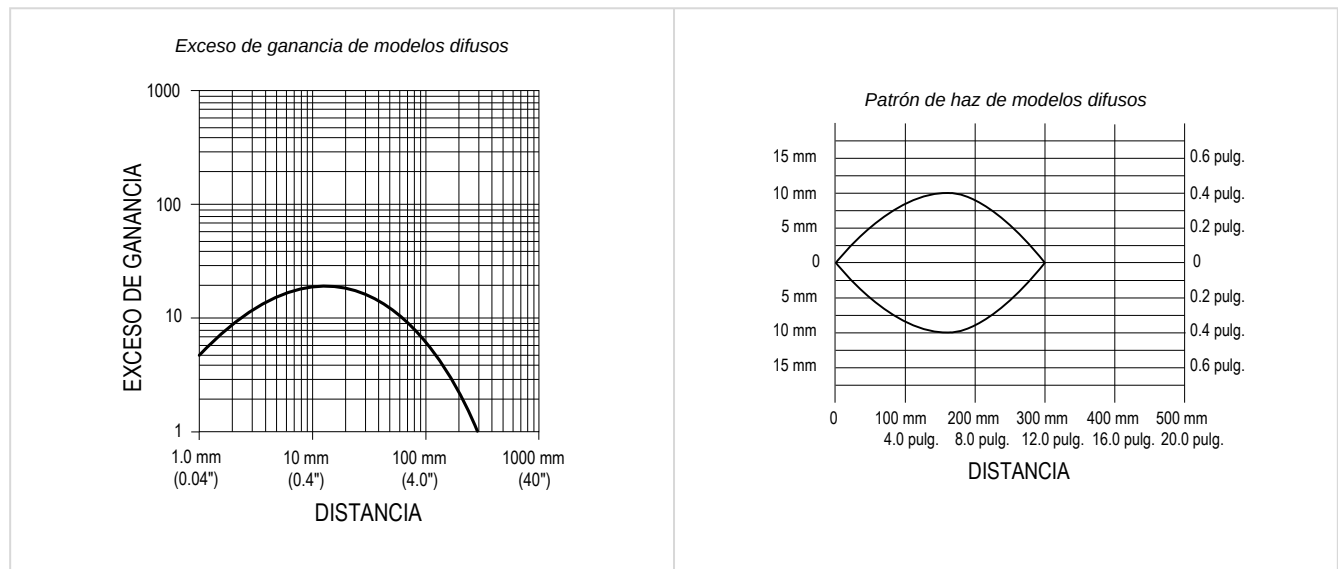 Exceso de ganancia de modelos difusos
1000
100
10
1
EXCESO DE GANANCIA
1.0 mm 10 mm 100 mm 1000 mm
(0.04") (0.4") (4.0") (40")
DISTANCIA
Patrón de haz de modelos difusos
15 mm 0.6 pulg.
10 mm 0.4 pulg.
5 mm 0.2 pulg.
0 0
5 mm 0.2 pulg.
10 mm 0.4 pulg.
15 mm 0.6 pulg.
0 100 mm 200 mm 300 mm 400 mm 500 mm
4.0 pulg. 8.0 pulg. 12.0 pulg. 16.0 pulg. 20.0 pulg.
DISTANCIA